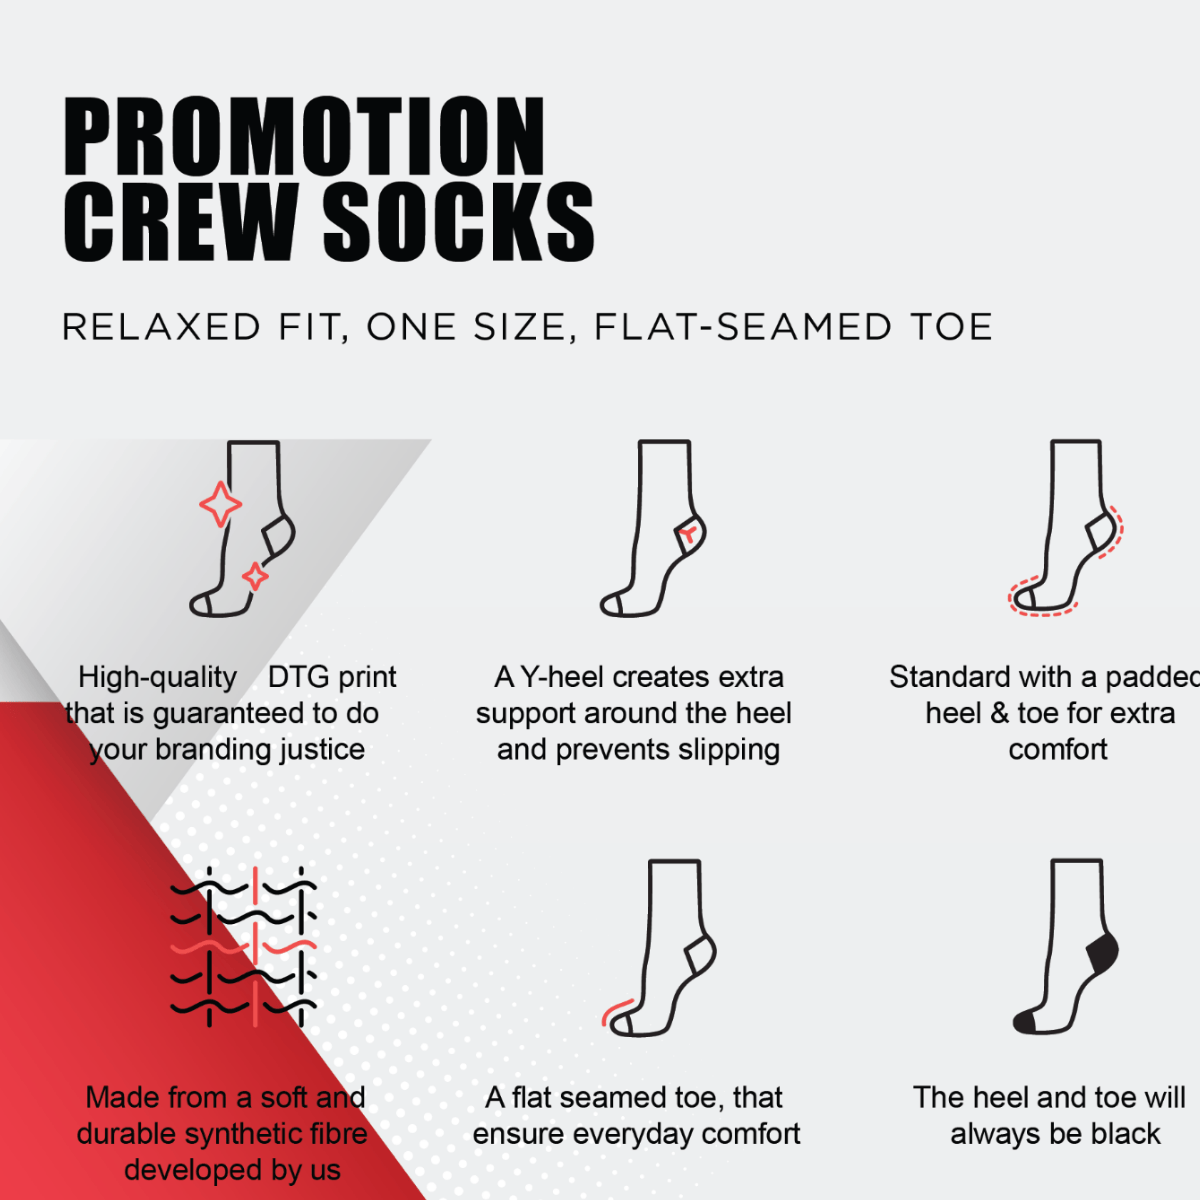 PROMOTION
CREW SOCKS
RELAXED FIT, ONE SIZE, FLAT-SEAMED TOE
High-quality DTG print
that is guaranteed to do
your branding justice
A Y-heel creates extra
support around the heel
and prevents slipping
Standard with a padded
heel & toe for extra
comfort
Made from a soft and
durable synthetic fibre
developed by us
A flat seamed toe, that
ensure everyday comfort
The heel and toe will
always be black